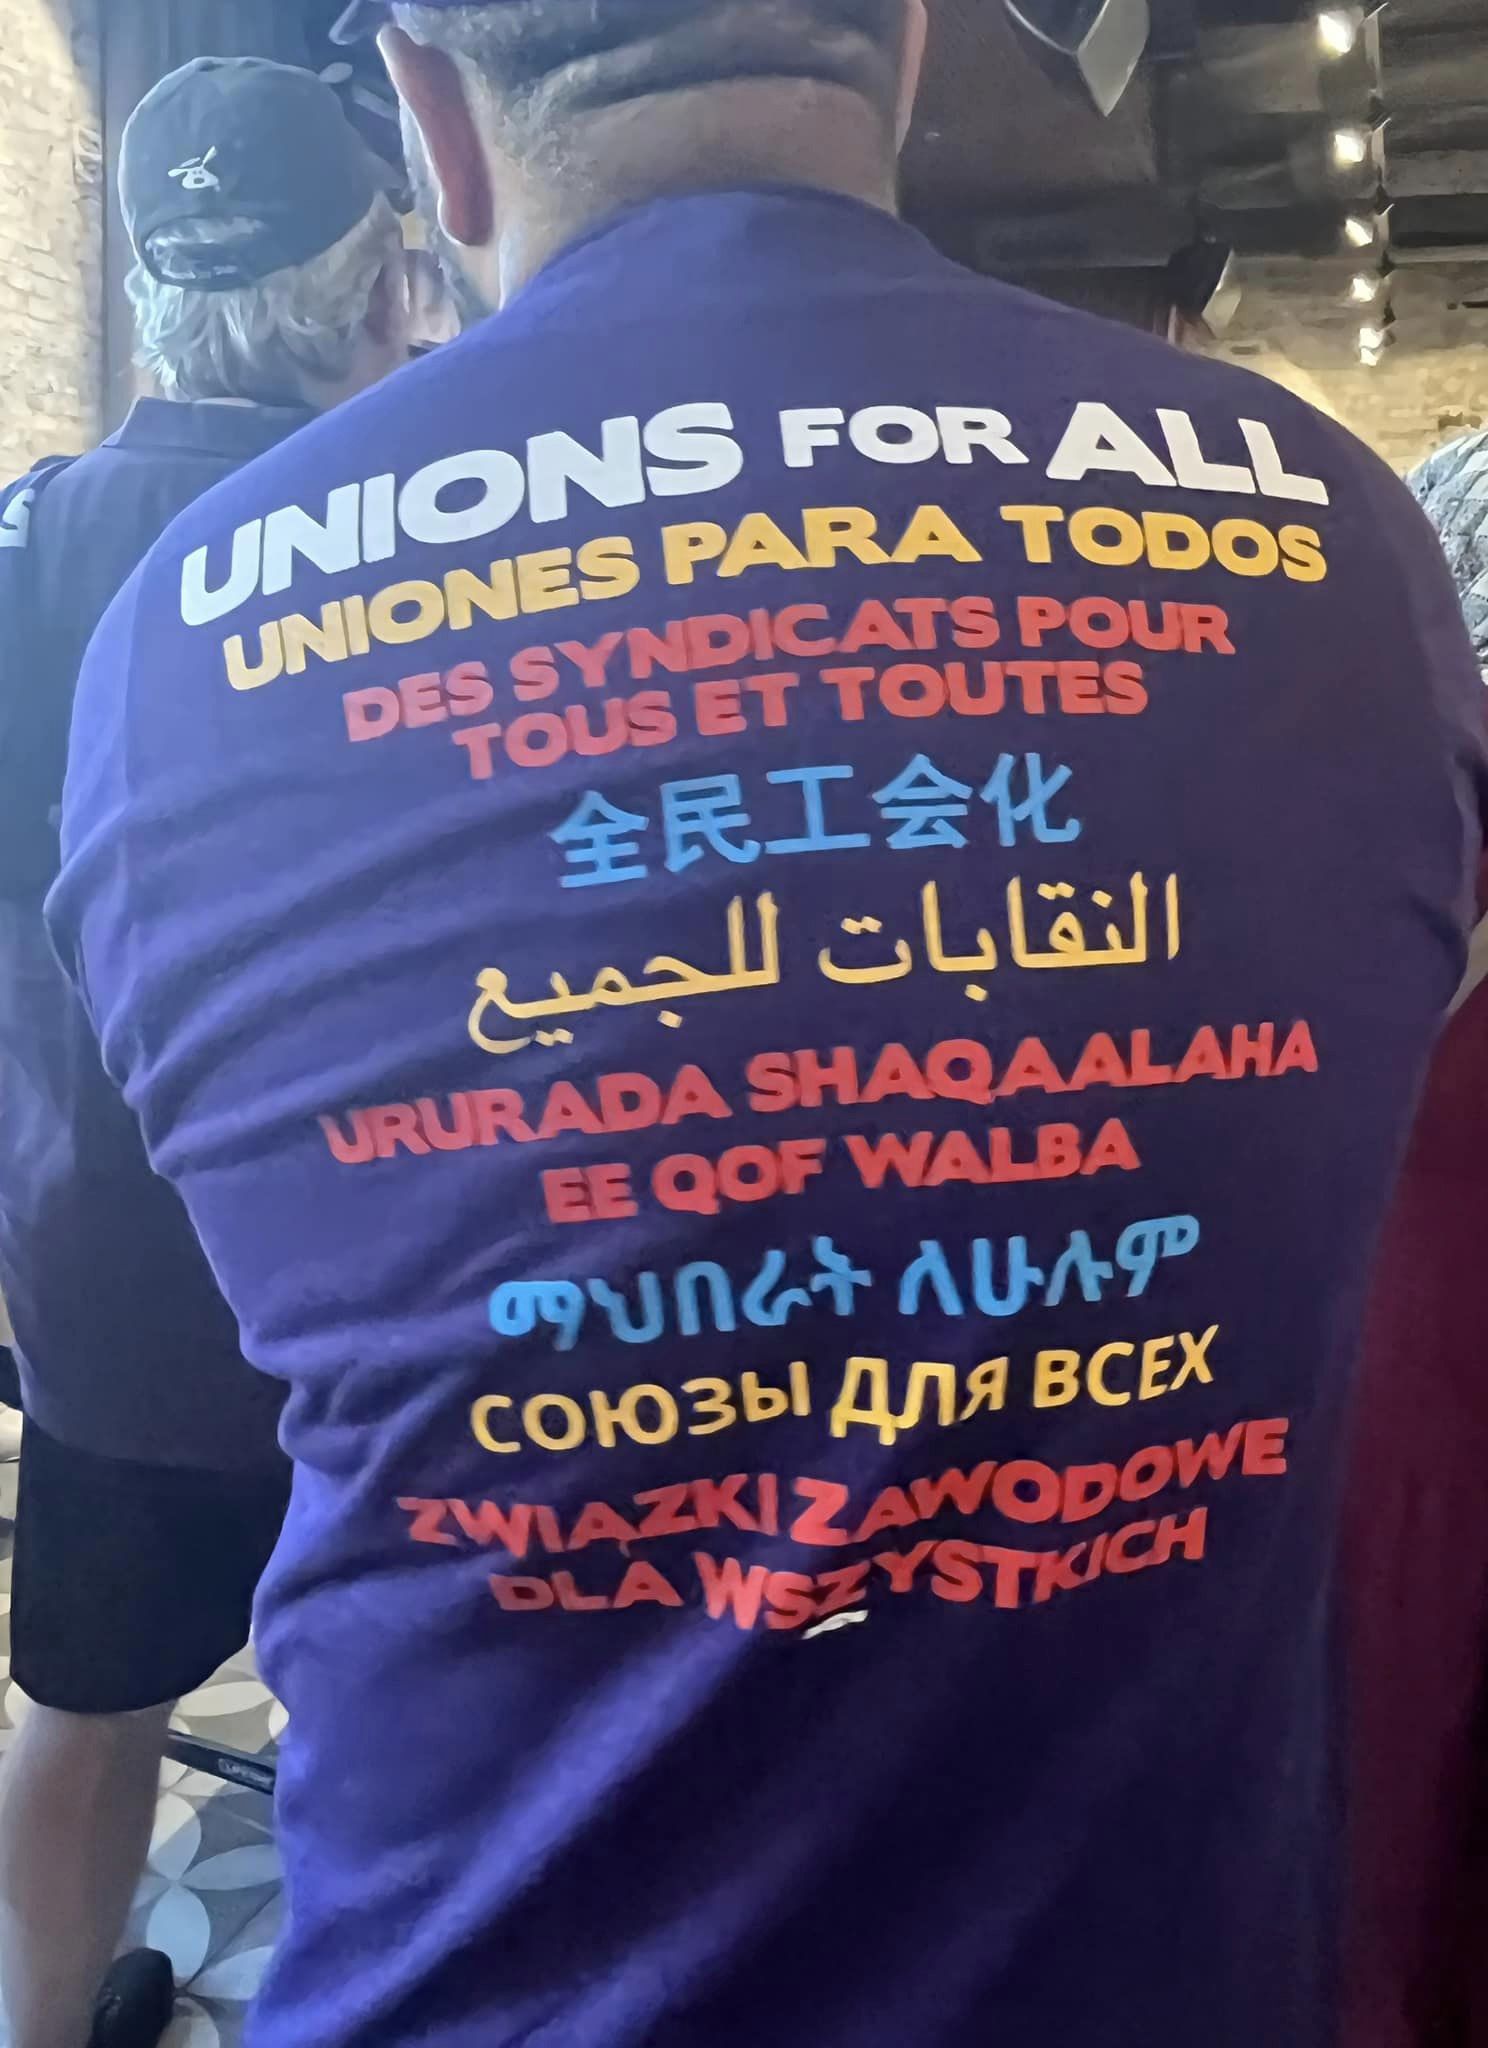 UNIONS FOR ALL
UNIONES PARA TODOS
DES SYNDICATS POUR
TOUS ET TOUTES
全民工会化
النقابات للجميع
URURADA SHAQAALAHA
EE QOF WALBA
ማህበራት ለሁሉም
СОЮЗЫ ДЛЯ ВСЕХ
ZWIĄZKI ZAWODOWE
DLA WSZYSTKICH